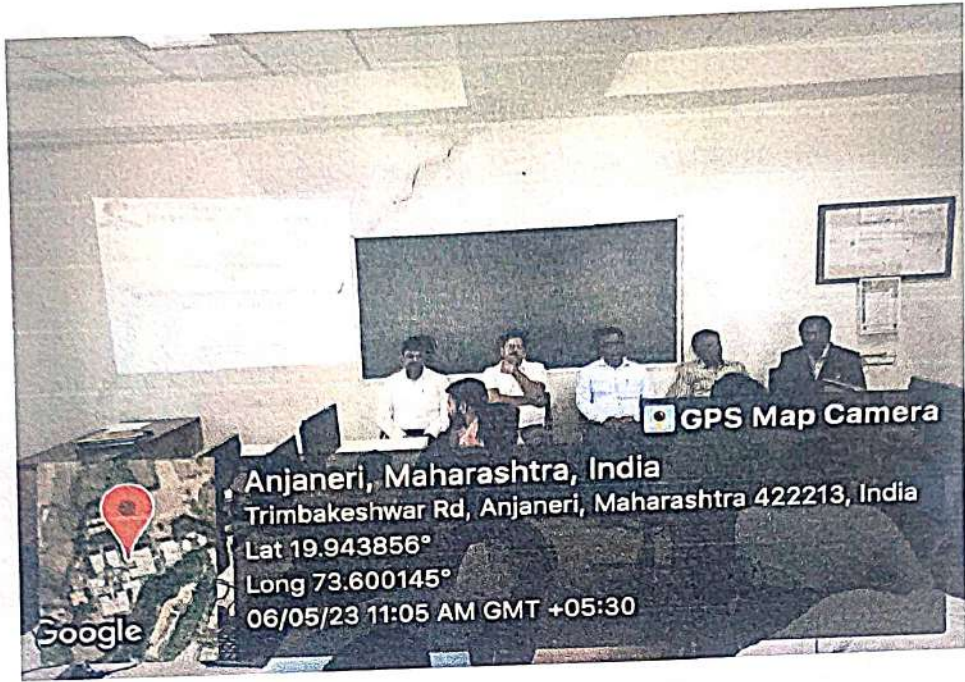 GPS Map Camera
Anjaneri, Maharashtra, India
Trimbakeshwar Rd, Anjaneri, Maharashtra 422213, India
Lat 19.943856°
Long 73.600145°
06/05/23 11:05 AM GMT +05:30
Google